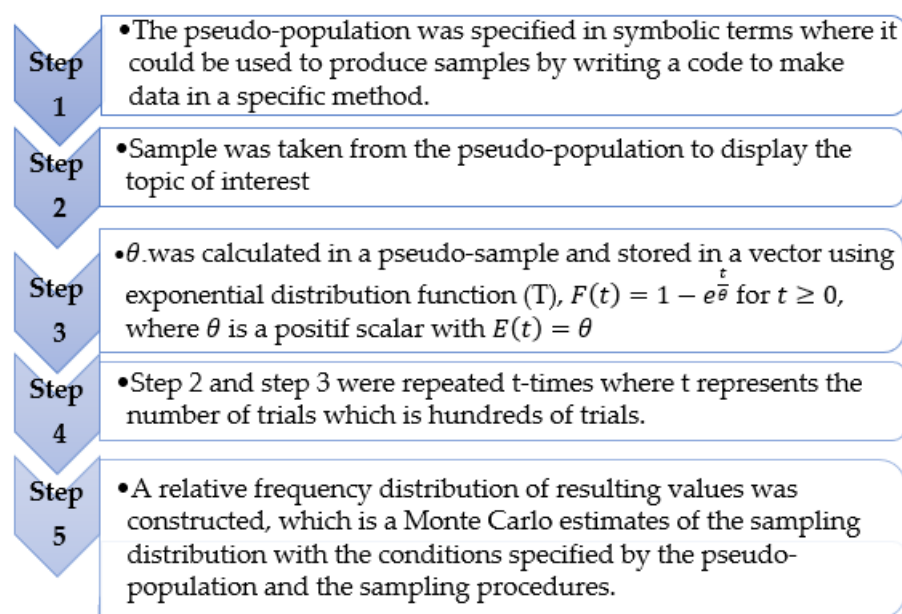 Step
1
•The pseudo-population was specified in symbolic terms where it
could be used to produce samples by writing a code to make
data in a specific method.
Step
2
•Sample was taken from the pseudo-population to display the
topic of interest
Step
3
•θ.was calculated in a pseudo-sample and stored in a vector using
exponential distribution function (T), F(t) = 1 − e^{t/θ} for t ≥ 0,
where θ is a positif scalar with E(t) = θ
Step
4
•Step 2 and step 3 were repeated t-times where t represents the
number of trials which is hundreds of trials.
Step
5
•A relative frequency distribution of resulting values was
constructed, which is a Monte Carlo estimates of the sampling
distribution with the conditions specified by the pseudo-
population and the sampling procedures.